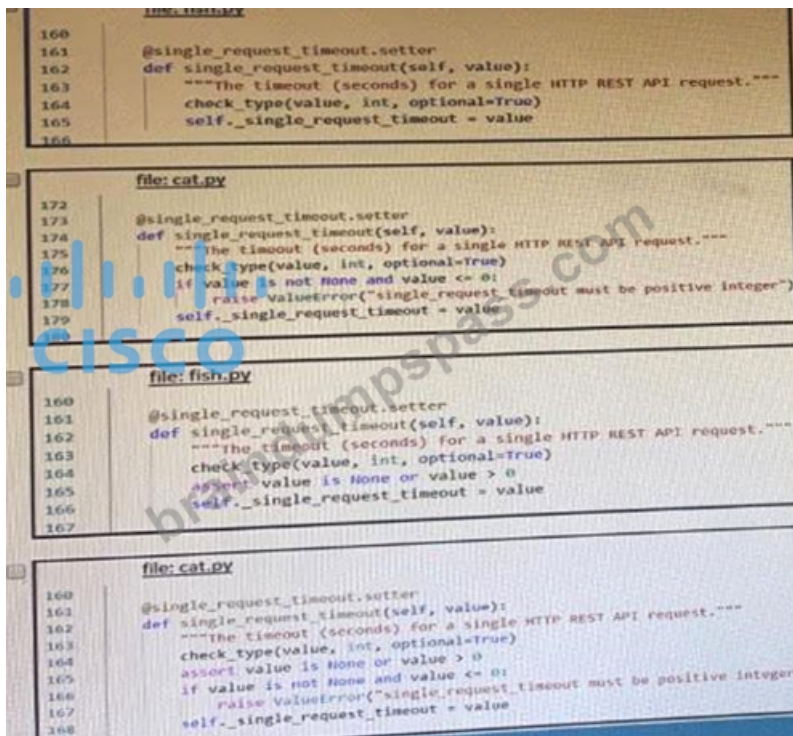 file: fish.py
160
161 @single_request_timeout.setter
162 def single_request_timeout(self, value):
163 """The timeout (seconds) for a single HTTP REST API request."""
164 check_type(value, int, optional=True)
165 self._single_request_timeout = value
166
file: cat.py
172
173 @single_request_timeout.setter
174 def single_request_timeout(self, value):
175 """The timeout (seconds) for a single HTTP REST API request."""
176 check_type(value, int, optional=True)
177 if value is not None and value <= 0:
178 raise ValueError("single_request_timeout must be positive integer")
179 self._single_request_timeout = value
180
CISCO
file: fish.py
160
161 @single_request_timeout.setter
162 def single_request_timeout(self, value):
163 """The timeout (seconds) for a single HTTP REST API request."""
164 check_type(value, int, optional=True)
165 assert value is None or value > 0
166 self._single_request_timeout = value
167
braindumpspass.com
file: cat.py
160
161 @single_request_timeout.setter
162 def single_request_timeout(self, value):
163 """The timeout (seconds) for a single HTTP REST API request."""
164 check_type(value, int, optional=True)
165 assert value is None or value > 0
166 if value is not None and value <= 0:
167 raise ValueError("single_request_timeout must be positive integer
168 self._single_request_timeout = value